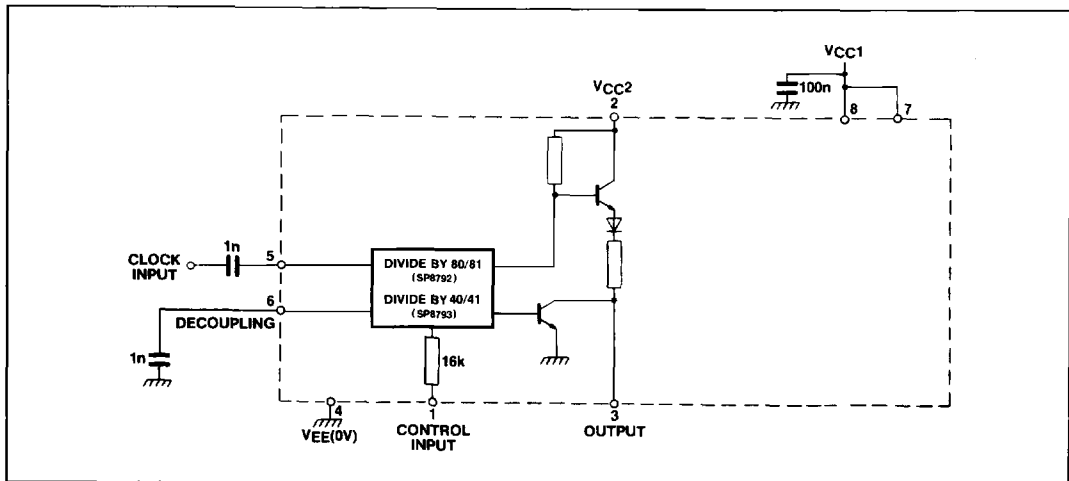 VCC1
100n
8
7
VCC2
2
1n
5
CLOCK
INPUT
DIVIDE BY 80/81
(SP8792)
6
DECOUPLING
DIVIDE BY 40/41
(SP8793)
1n
16k
4
VEE(0V)
1
CONTROL
INPUT
3
OUTPUT